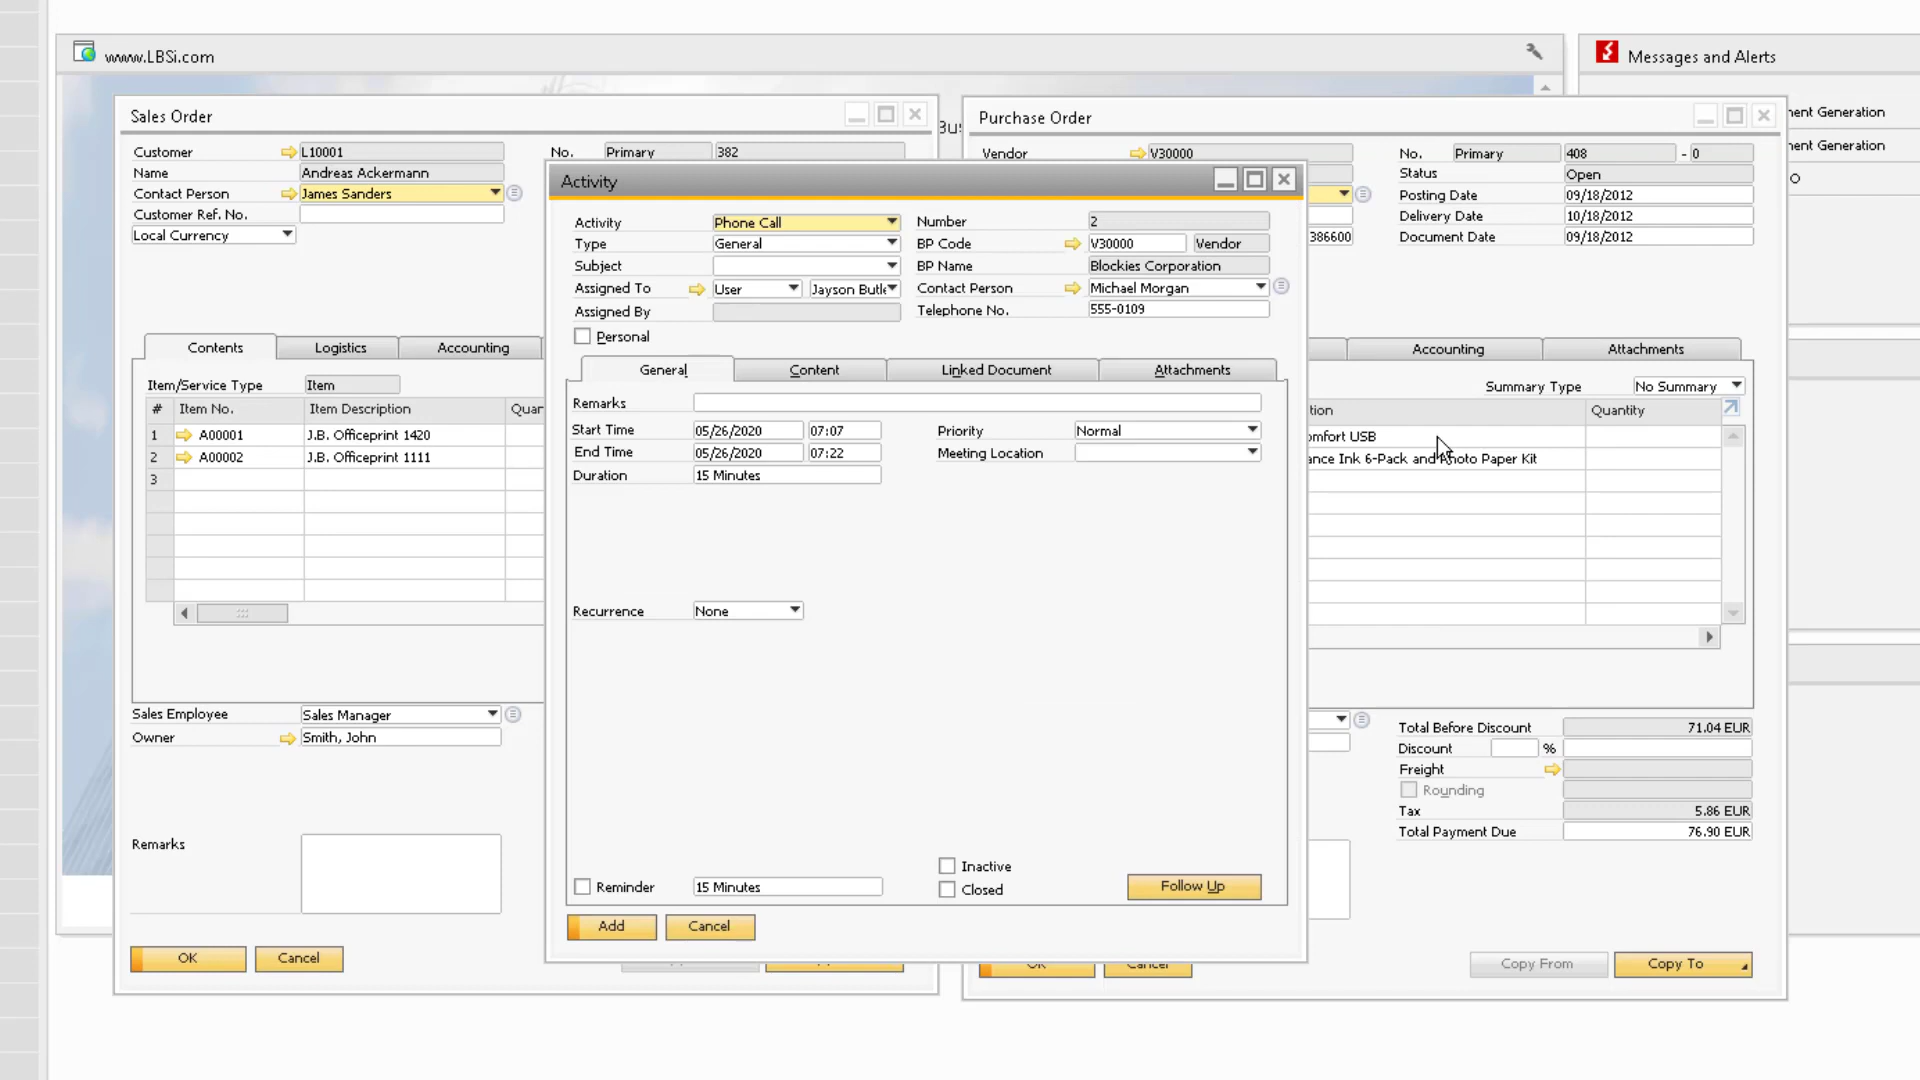 www.LBSi.com
Messages and Alerts
Sales Order
Customer L10001
Name Andreas Ackermann
Contact Person James Sanders
Customer Ref. No.
Local Currency
No. Primary 382
Contents Logistics Accounting
Item/Service Type Item
# Item No. Item Description
1 A00001 J.B. Officeprint 1420
2 A00002 J.B. Officeprint 1111
3
Sales Employee Sales Manager
Owner Smith, John
Remarks
OK Cancel
Activity
Activity Phone Call
Type General
Subject
Assigned To User Jayson Butle
Assigned By
Personal
Number 2
BP Code V30000 Vendor
BP Name Blockies Corporation
Contact Person Michael Morgan
Telephone No. 555-0109
General Content Linked Document Attachments
Remarks
Start Time 05/26/2020 07:07
End Time 05/26/2020 07:22
Duration 15 Minutes
Priority Normal
Meeting Location
Recurrence None
Reminder 15 Minutes
Inactive
Closed
Follow Up
Add Cancel
Purchase Order
Vendor V30000
No. Primary 408 - 0
Status Open
Posting Date 09/18/2012
Delivery Date 10/18/2012
386600 Document Date 09/18/2012
Accounting Attachments
Summary Type No Summary
tion Quantity
omfort USB
ance Ink 6-Pack and Photo Paper Kit
Total Before Discount 71.04 EUR
Discount %
Freight
Rounding
Tax 5.86 EUR
Total Payment Due 76.90 EUR
OK Cancel
Copy From Copy To
ent Generation
ent Generation
O